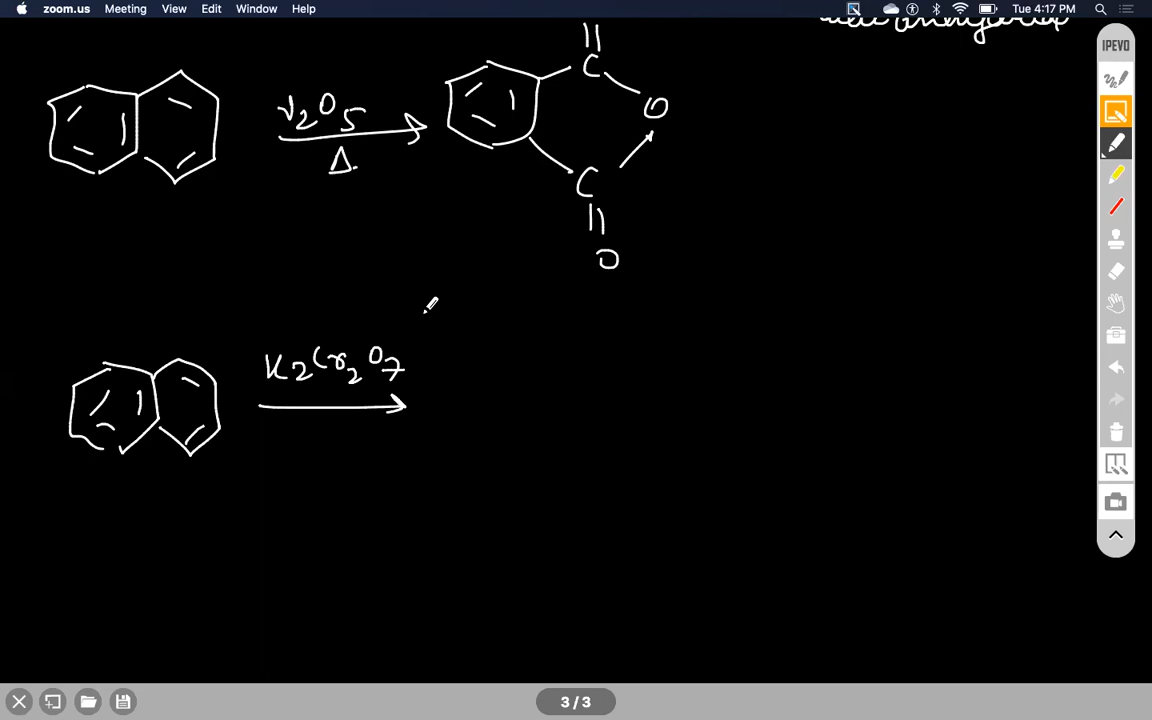 zoom.us Meeting View Edit Window Help Tue 4:17 PM
IPEVO
C
V2O5
O
Δ
C
O
K2Cr2O7
3 / 3